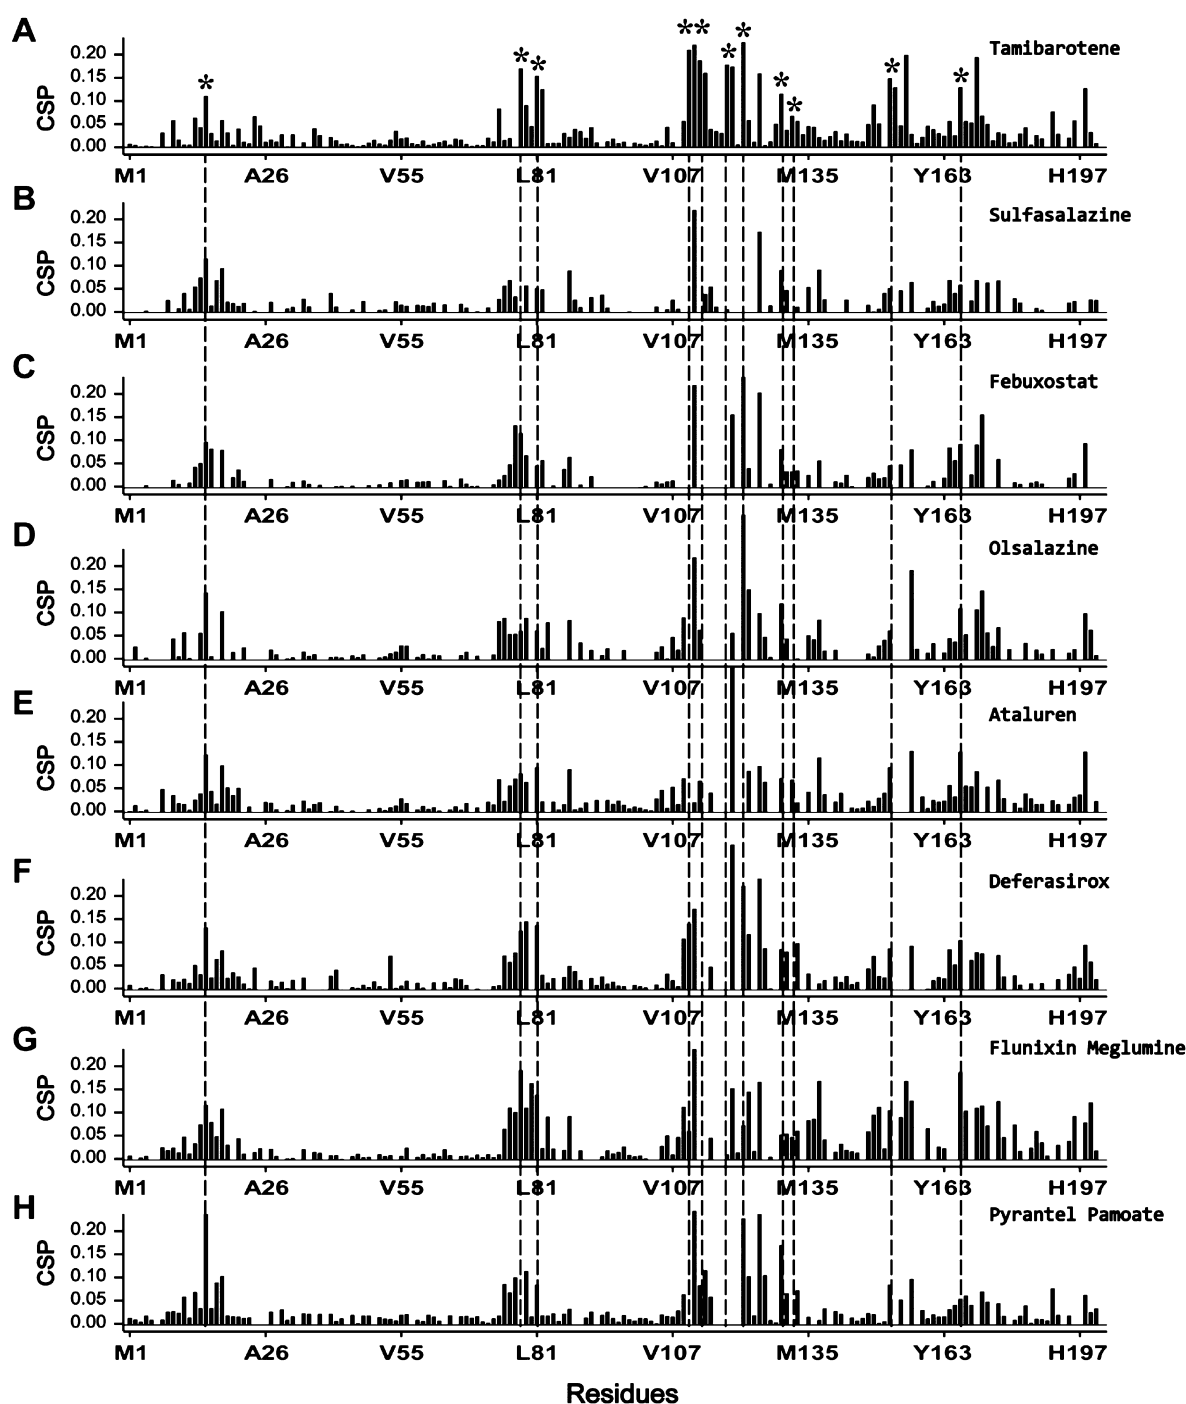 A
* * * * * * * * * * *
Tamibarotene
CSP
0.20
0.15
0.10
0.05
0.00
M1 A26 V55 L81 V107 M135 Y163 H197
B
Sulfasalazine
CSP
0.20
0.15
0.10
0.05
0.00
M1 A26 V55 L81 V107 M135 Y163 H197
C
Febuxostat
CSP
0.20
0.15
0.10
0.05
0.00
M1 A26 V55 L81 V107 M135 Y163 H197
D
Olsalazine
CSP
0.20
0.15
0.10
0.05
0.00
M1 A26 V55 L81 V107 M135 Y163 H197
E
Ataluren
CSP
0.20
0.15
0.10
0.05
0.00
M1 A26 V55 L81 V107 M135 Y163 H197
F
Deferasirox
CSP
0.20
0.15
0.10
0.05
0.00
M1 A26 V55 L81 V107 M135 Y163 H197
G
Flunixin Meglumine
CSP
0.20
0.15
0.10
0.05
0.00
M1 A26 V55 L81 V107 M135 Y163 H197
H
Pyrantel Pamoate
CSP
0.20
0.15
0.10
0.05
0.00
M1 A26 V55 L81 V107 M135 Y163 H197
Residues